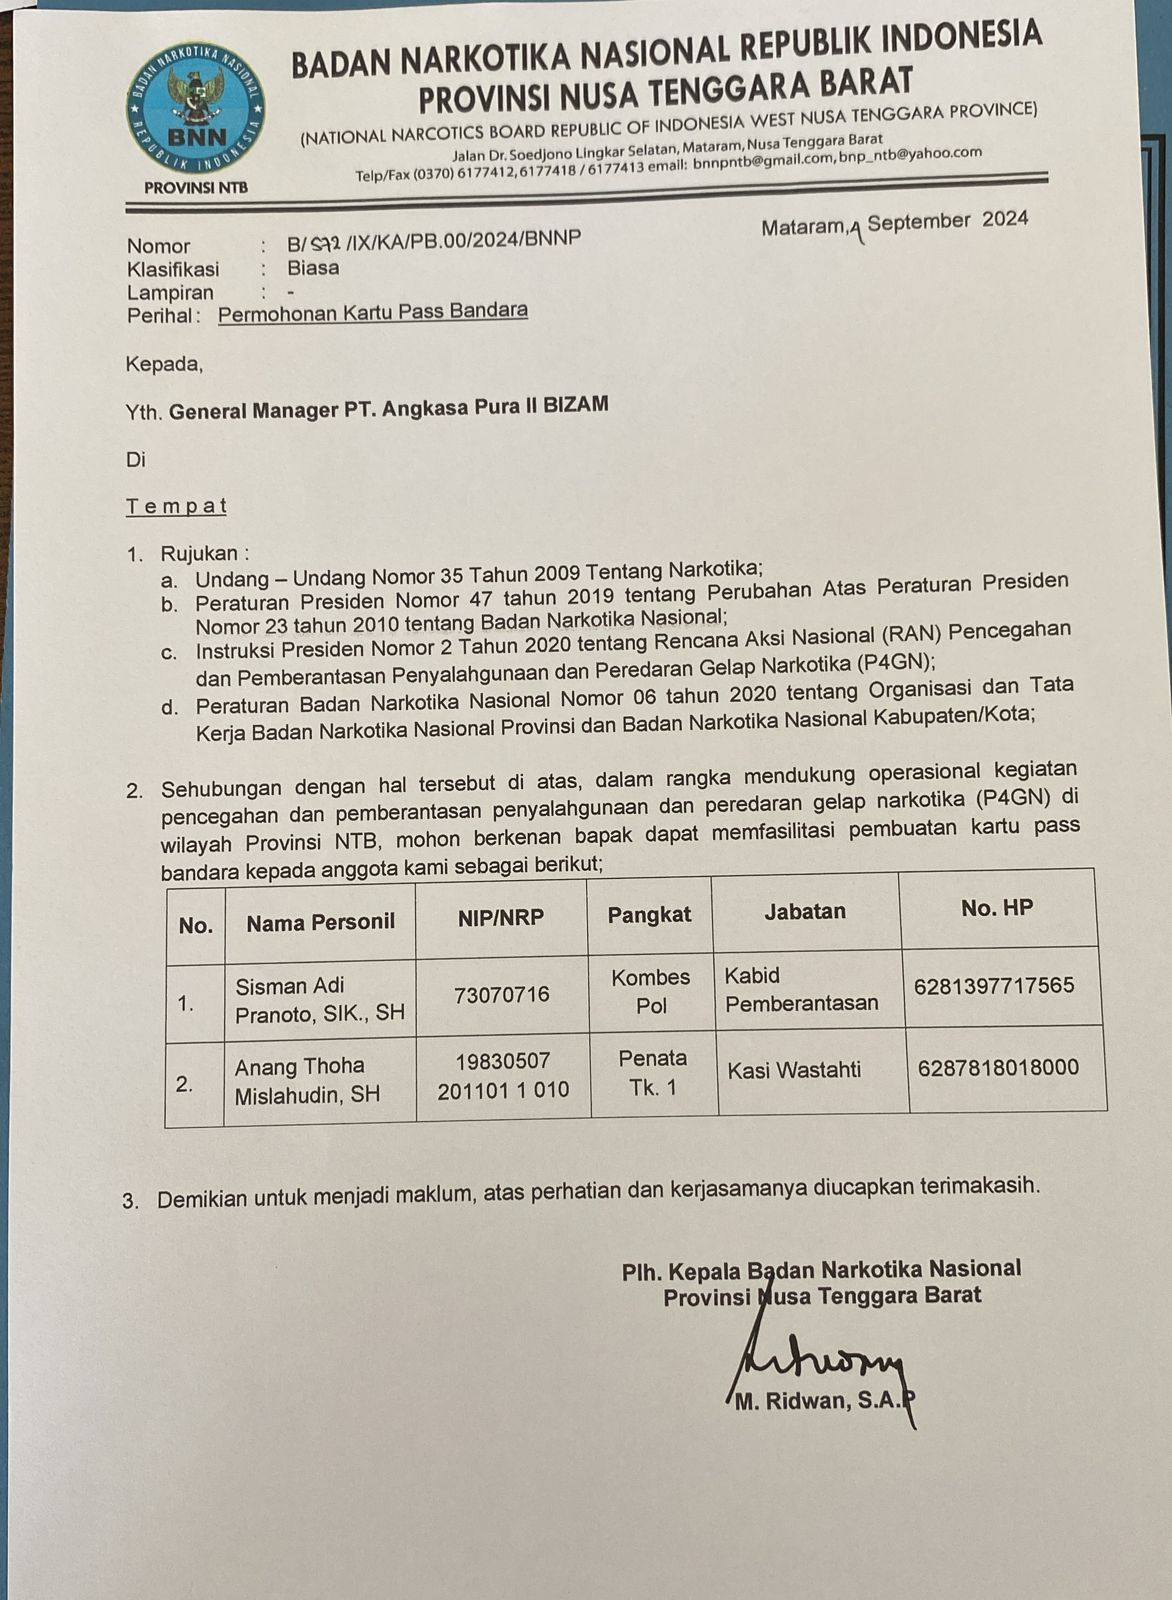 BADAN NARKOTIKA NASIONAL
REPUBLIK INDONESIA
BNN
PROVINSI NTB
BADAN NARKOTIKA NASIONAL REPUBLIK INDONESIA
PROVINSI NUSA TENGGARA BARAT
(NATIONAL NARCOTICS BOARD REPUBLIC OF INDONESIA WEST NUSA TENGGARA PROVINCE)
Jalan Dr. Soedjono Lingkar Selatan, Mataram, Nusa Tenggara Barat
Telp/Fax (0370) 6177412, 6177418 / 6177413 email: bnnpntb@gmail.com, bnp_ntb@yahoo.com
Mataram, September 2024
Nomor : B/ 572 /IX/KA/PB.00/2024/BNNP
Klasifikasi : Biasa
Lampiran : -
Perihal : Permohonan Kartu Pass Bandara
Kepada,
Yth. General Manager PT. Angkasa Pura II BIZAM
Di
T e m p a t
1. Rujukan :
a. Undang – Undang Nomor 35 Tahun 2009 Tentang Narkotika;
b. Peraturan Presiden Nomor 47 tahun 2019 tentang Perubahan Atas Peraturan Presiden
Nomor 23 tahun 2010 tentang Badan Narkotika Nasional;
c. Instruksi Presiden Nomor 2 Tahun 2020 tentang Rencana Aksi Nasional (RAN) Pencegahan
dan Pemberantasan Penyalahgunaan dan Peredaran Gelap Narkotika (P4GN);
d. Peraturan Badan Narkotika Nasional Nomor 06 tahun 2020 tentang Organisasi dan Tata
Kerja Badan Narkotika Nasional Provinsi dan Badan Narkotika Nasional Kabupaten/Kota;
2. Sehubungan dengan hal tersebut di atas, dalam rangka mendukung operasional kegiatan
pencegahan dan pemberantasan penyalahgunaan dan peredaran gelap narkotika (P4GN) di
wilayah Provinsi NTB, mohon berkenan bapak dapat memfasilitasi pembuatan kartu pass
bandara kepada anggota kami sebagai berikut;
No. Nama Personil NIP/NRP Pangkat Jabatan No. HP
1. Sisman Adi Pranoto, SIK., SH 73070716 Kombes Pol Kabid Pemberantasan 6281397717565
2. Anang Thoha Mislahudin, SH 19830507 201101 1 010 Penata Tk. 1 Kasi Wastahti 6287818018000
3. Demikian untuk menjadi maklum, atas perhatian dan kerjasamanya diucapkan terimakasih.
Plh. Kepala Badan Narkotika Nasional
Provinsi Nusa Tenggara Barat
M. Ridwan, S.A.P